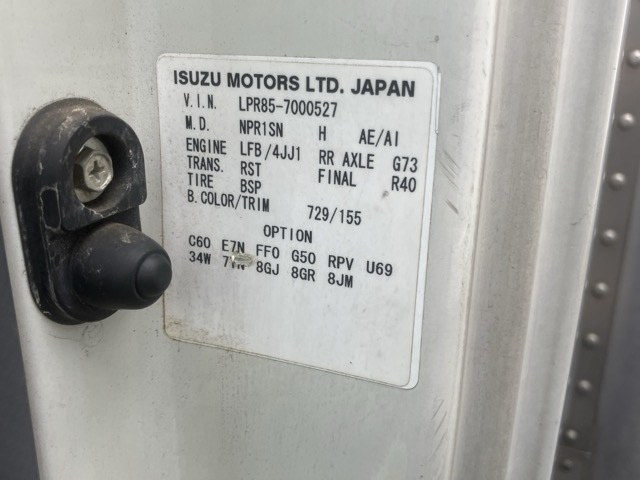 ISUZU MOTORS LTD. JAPAN
V.I.N. LPR85-7000527
M.D. NPR1SN H AE/AI
ENGINE LFB/4JJ1 RR AXLE G73
TRANS. RST FINAL R40
TIRE BSP
B.COLOR/TRIM 729/155
OPTION
C60 E7N FF0 G50 RPV U69
34W 8GJ 8GR 8JM